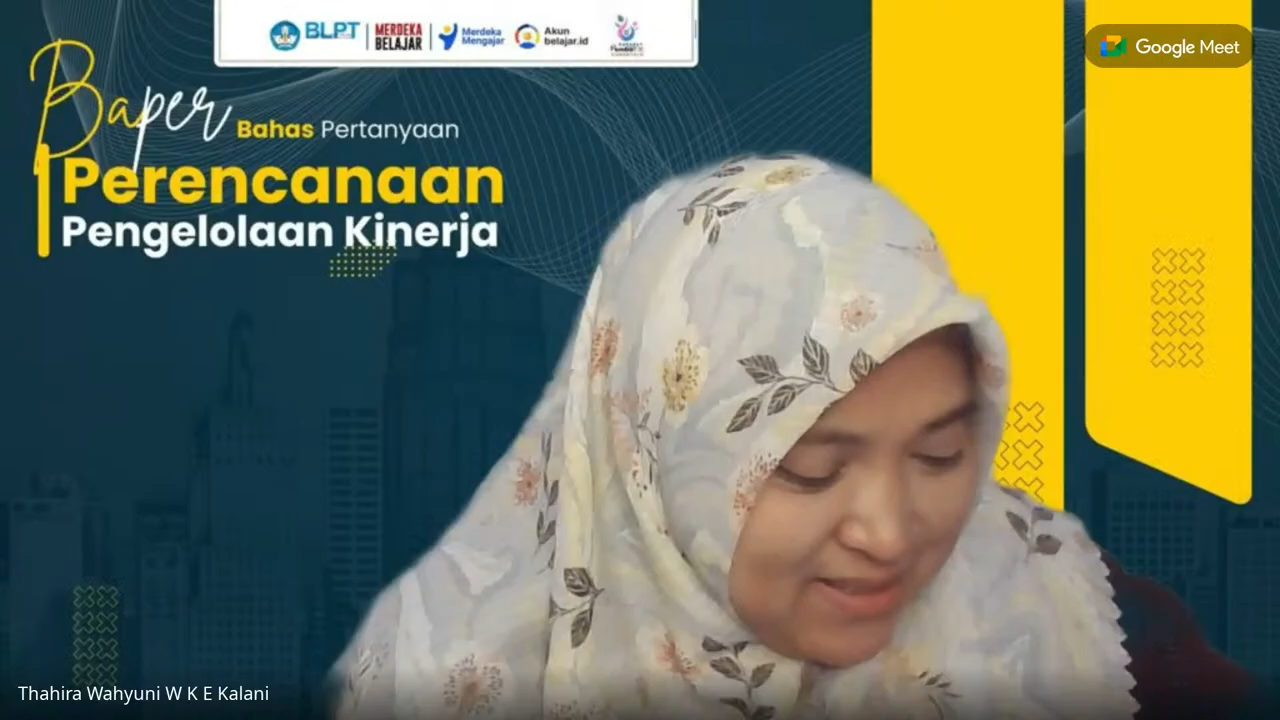 BLPT
MERDEKA
BELAJAR
Merdeka
Mengajar
Akun
belajar.id
Google Meet
Baper
Bahas Pertanyaan
Perencanaan
Pengelolaan Kinerja
Thahira Wahyuni W K E Kalani